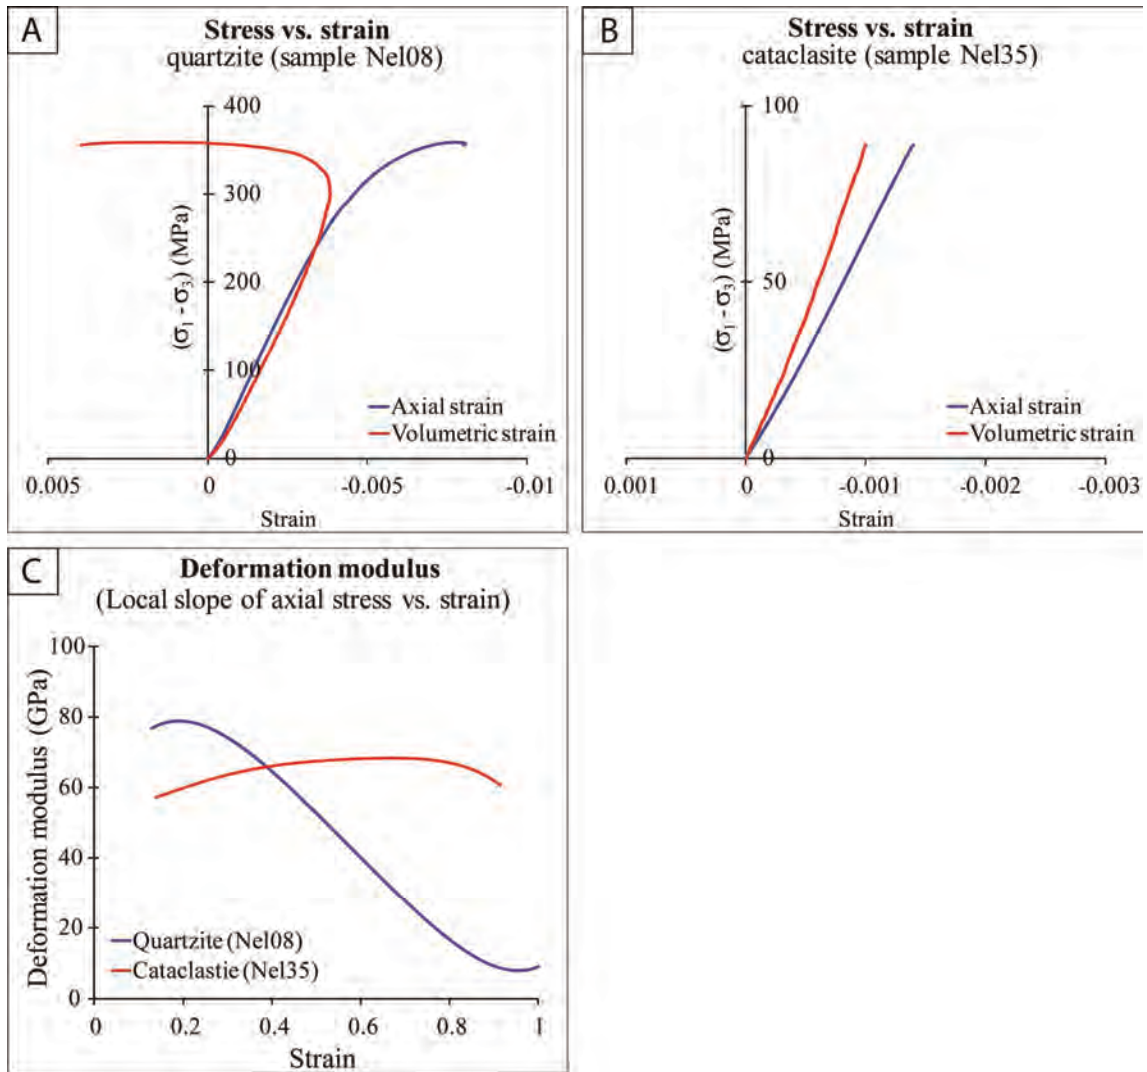 A
Stress vs. strain
quartzite (sample Nel08)
400
300
200
100
0
(σ₁ - σ₃) (MPa)
Axial strain
Volumetric strain
0.005 0 -0.005 -0.01
Strain
B
Stress vs. strain
cataclasite (sample Nel35)
100
50
0
(σ₁ - σ₃) (MPa)
Axial strain
Volumetric strain
0.001 0 -0.001 -0.002 -0.003
Strain
C
Deformation modulus
(Local slope of axial stress vs. strain)
100
80
60
40
20
0
Deformation modulus (GPa)
Quartzite (Nel08)
Cataclastie (Nel35)
0 0.2 0.4 0.6 0.8 1
Strain